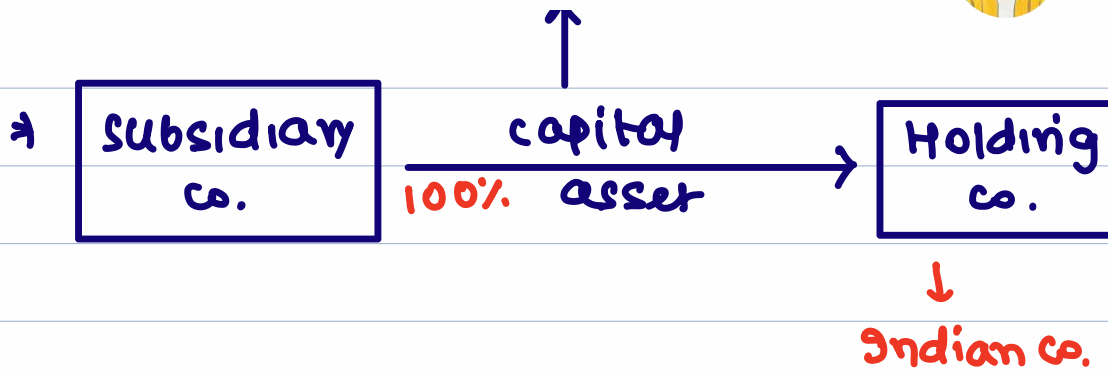 * Subsidiary co.
capital
100% asset
Holding co.
Indian co.